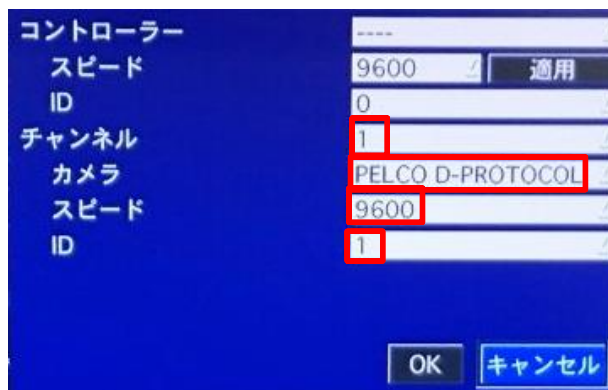 コントローラー ----
スピード 9600 適用
ID 0
チャンネル 1
カメラ PELCO D-PROTOCOL
スピード 9600
ID 1
OK キャンセル